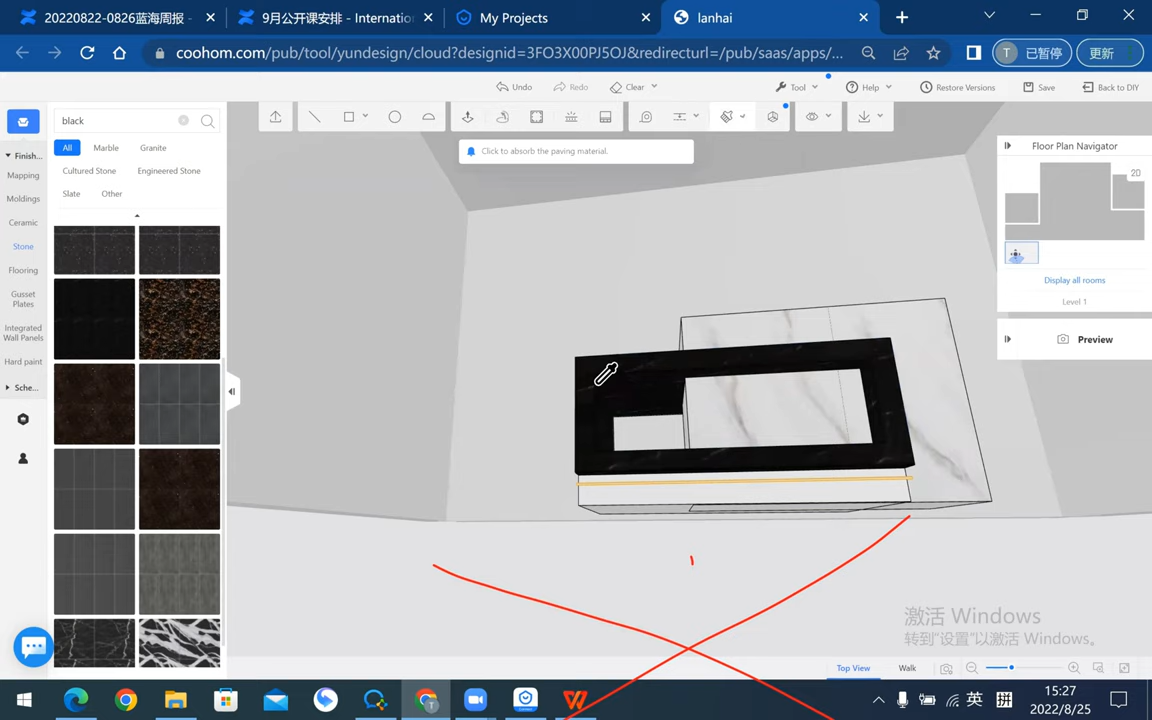 20220822-0826蓝海周报 -
9月公开课安排 - Internatio
My Projects
lanhai
coohom.com/pub/tool/yundesign/cloud?designid=3FO3X00PJ5OJ&redirecturl=/pub/saas/apps/...
T 已暂停
更新
Undo
Redo
Clear
Tool
Help
Restore Versions
Save
Back to DIY
black
All
Marble
Granite
Cultured Stone
Engineered Stone
Slate
Other
Finish...
Mapping
Moldings
Ceramic
Stone
Flooring
Gusset
Plates
Integrated
Wall Panels
Hard paint
Sche...
Click to absorb the paving material.
Floor Plan Navigator
2D
Display all rooms
Level 1
Preview
激活 Windows
转到"设置"以激活 Windows。
Top View
Walk
英
拼
15:27
2022/8/25